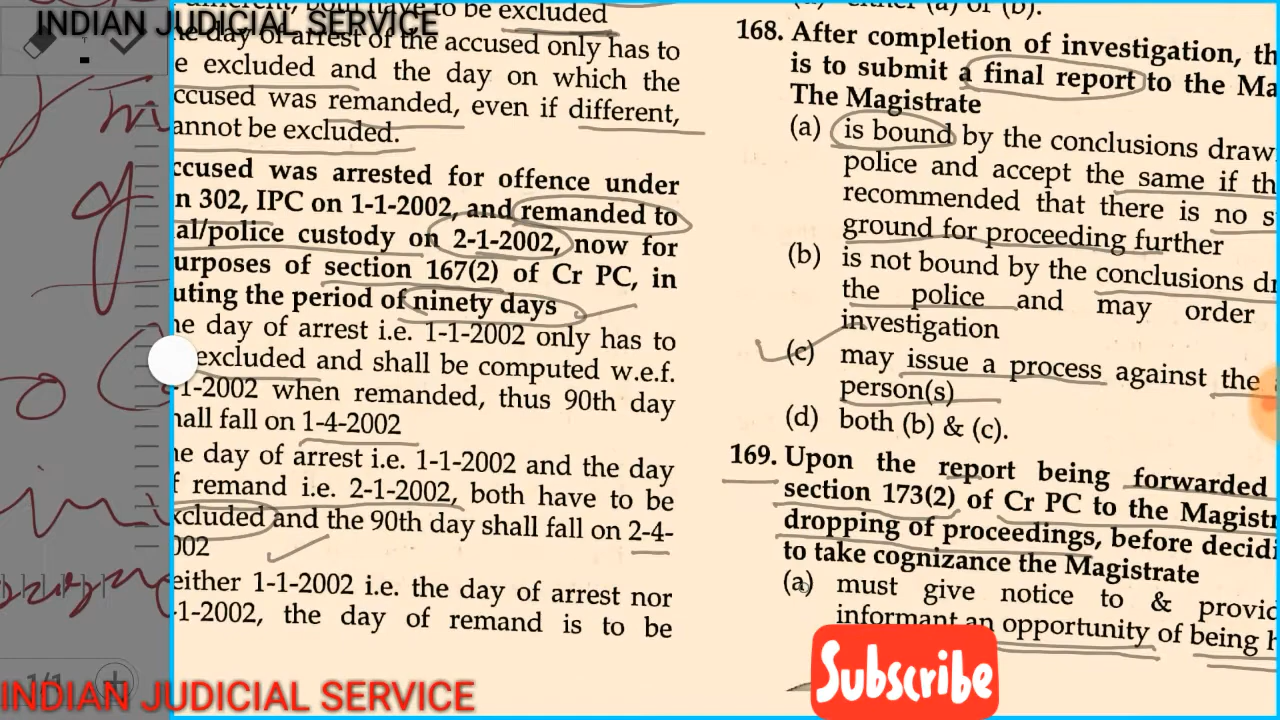 INDIAN JUDICIAL SERVICE
different, both have to be excluded
e day of arrest of the accused only has to
e excluded and the day on which the
ccused was remanded, even if different,
annot be excluded.
ccused was arrested for offence under
n 302, IPC on 1-1-2002, and remanded to
al/police custody on 2-1-2002, now for
urposes of section 167(2) of Cr PC, in
uting the period of ninety days
he day of arrest i.e. 1-1-2002 only has to
excluded and shall be computed w.e.f.
-1-2002 when remanded, thus 90th day
hall fall on 1-4-2002
he day of arrest i.e. 1-1-2002 and the day
f remand i.e. 2-1-2002, both have to be
xcluded and the 90th day shall fall on 2-4-
002
either 1-1-2002 i.e. the day of arrest nor
-1-2002, the day of remand is to be
either (a) or (b).
168. After completion of investigation, th
is to submit a final report to the Ma
The Magistrate
(a) is bound by the conclusions draw
police and accept the same if th
recommended that there is no s
ground for proceeding further
(b) is not bound by the conclusions dr
the police and may order
investigation
(c) may issue a process against the a
person(s)
(d) both (b) & (c).
169. Upon the report being forwarded
section 173(2) of Cr PC to the Magistr
dropping of proceedings, before decidi
to take cognizance the Magistrate
(a) must give notice to & provid
informant an opportunity of being h
Subscribe
1/1
INDIAN JUDICIAL SERVICE